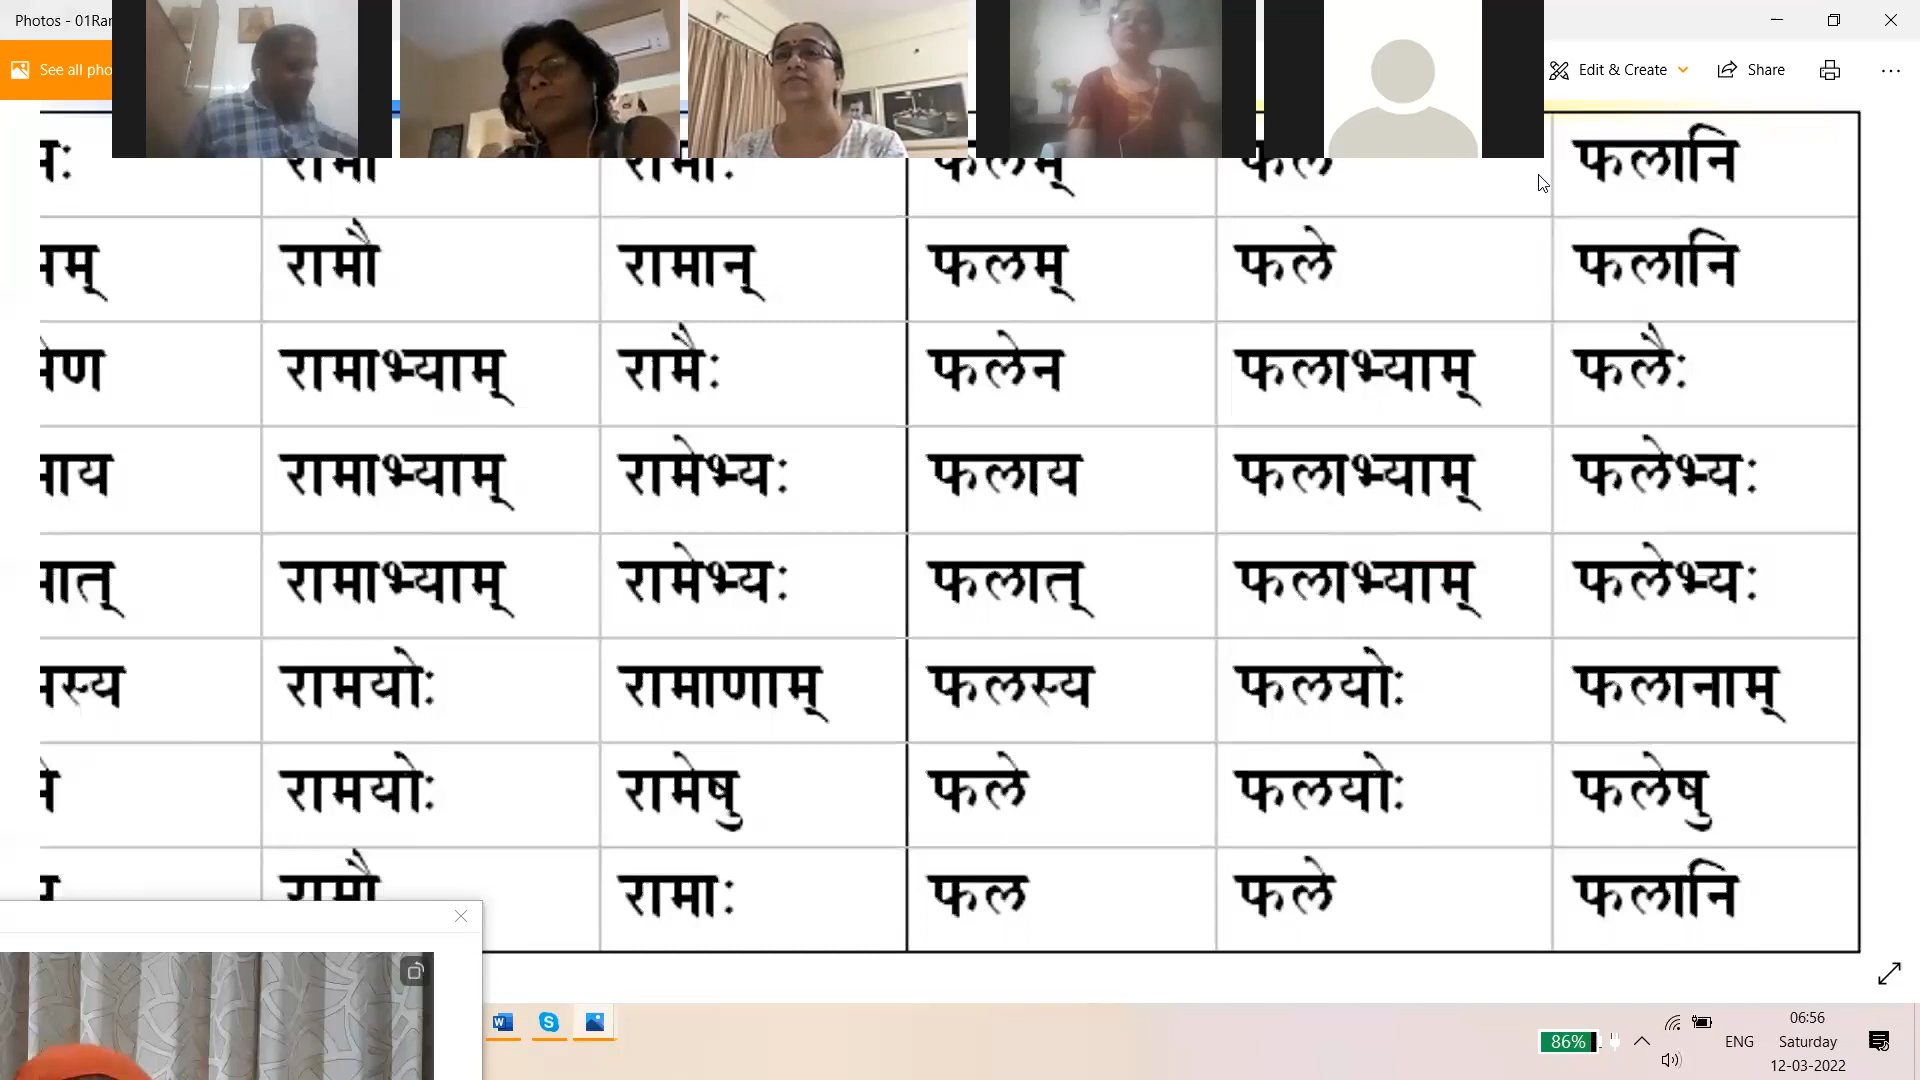 Photos - 01Ra
See all pho
Edit & Create
Share
फलानि
रामौ रामान् फलम् फले फलानि
रामाभ्याम् रामैः फलेन फलाभ्याम् फलैः
रामाभ्याम् रामेभ्यः फलाय फलाभ्याम् फलेभ्यः
रामाभ्याम् रामेभ्यः फलात् फलाभ्याम् फलेभ्यः
रामयोः रामाणाम् फलस्य फलयोः फलानाम्
रामयोः रामेषु फले फलयोः फलेषु
रामौ रामाः फल फले फलानि
86%
ENG
06:56
Saturday
12-03-2022